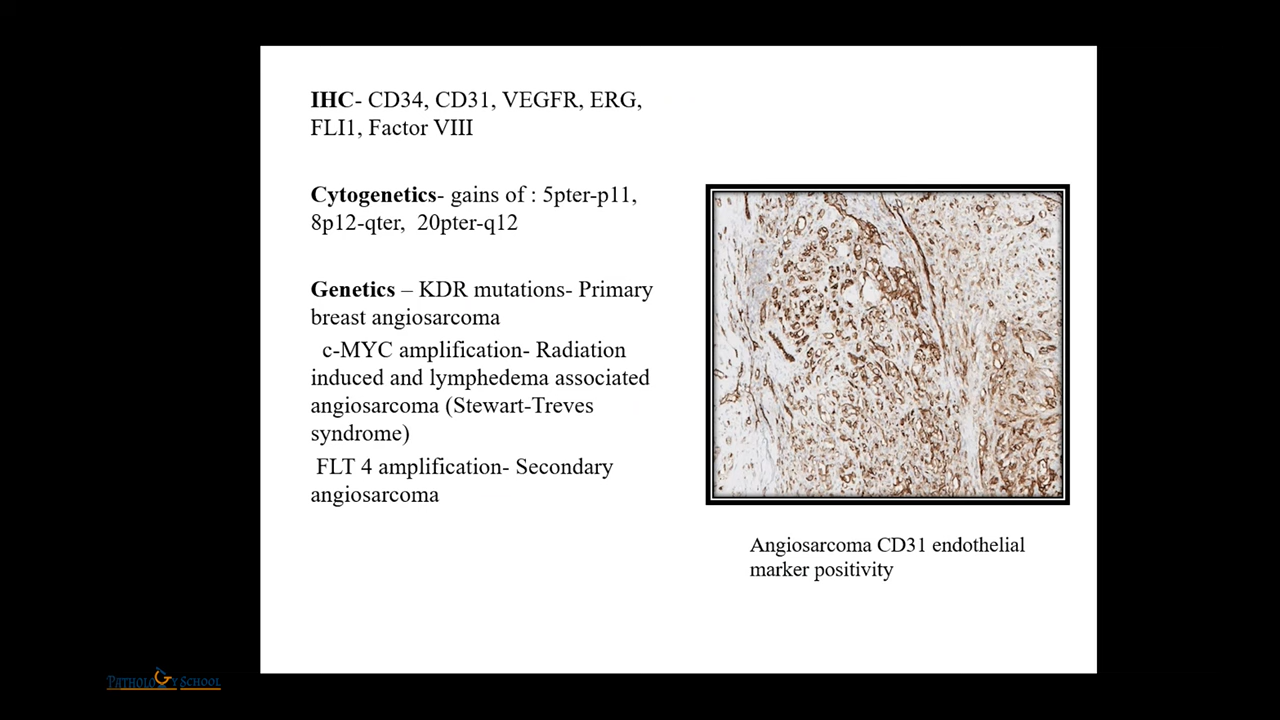 IHC- CD34, CD31, VEGFR, ERG,
FLI1, Factor VIII
Cytogenetics- gains of : 5pter-p11,
8p12-qter, 20pter-q12
Genetics – KDR mutations- Primary
breast angiosarcoma
c-MYC amplification- Radiation
induced and lymphedema associated
angiosarcoma (Stewart-Treves
syndrome)
FLT 4 amplification- Secondary
angiosarcoma
Angiosarcoma CD31 endothelial
marker positivity
PATHOLOGY SCHOOL